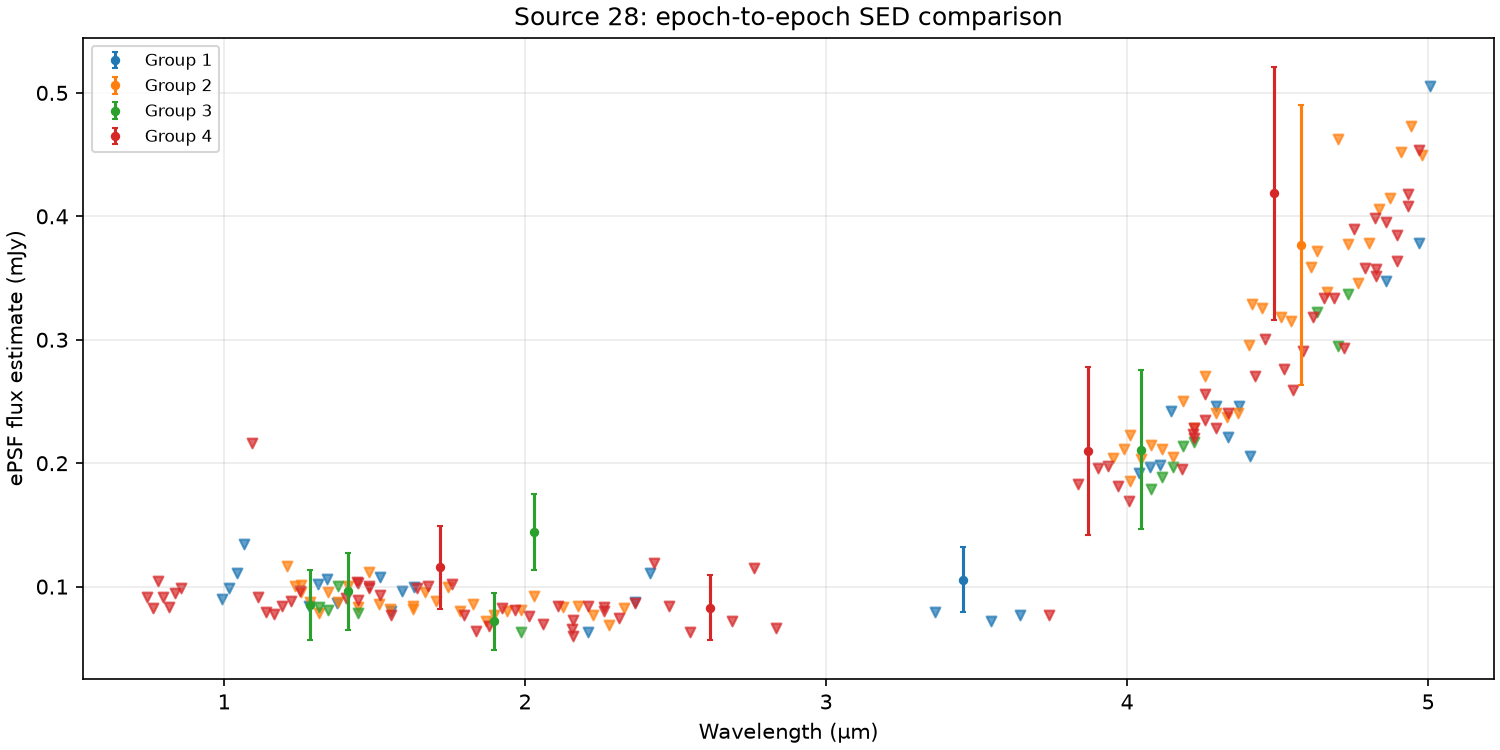 Source 28: epoch-to-epoch SED comparison
Group 1
Group 2
Group 3
Group 4
ePSF flux estimate (mJy)
0.5
0.4
0.3
0.2
0.1
1 2 3 4 5
Wavelength (μm)